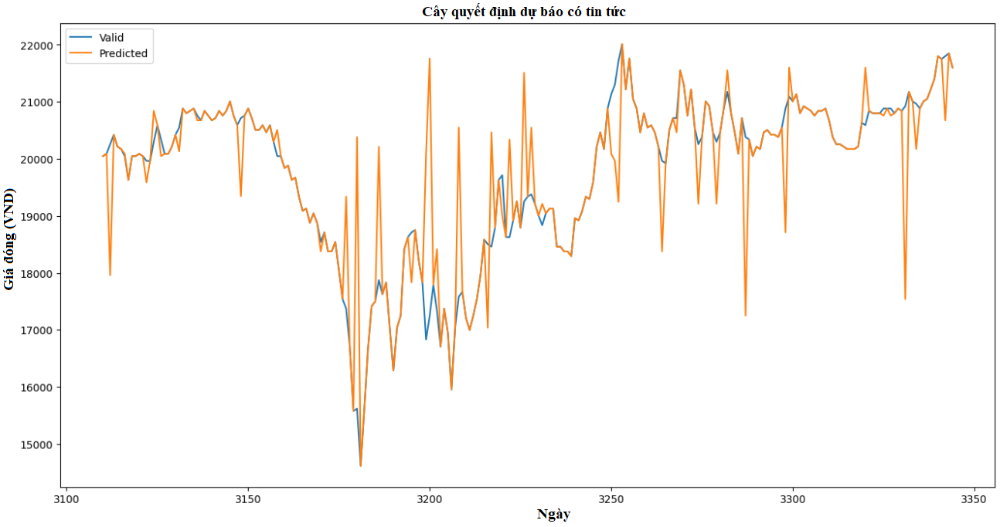 Cây quyết định dự báo có tin tức
Valid
Predicted
22000
21000
20000
19000
18000
17000
16000
15000
Giá đóng (VND)
3100
3150
3200
3250
3300
3350
Ngày